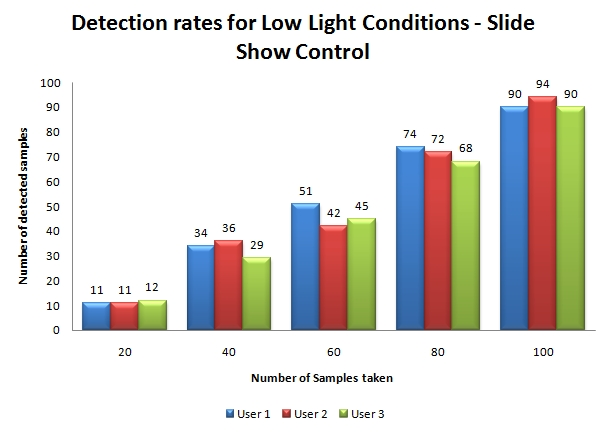 Detection rates for Low Light Conditions - Slide
Show Control
Number of detected samples
100
90
80
70
60
50
40
30
20
10
0
11 11 12
34 36 29
51 42 45
74 72 68
90 94 90
20 40 60 80 100
Number of Samples taken
User 1 User 2 User 3